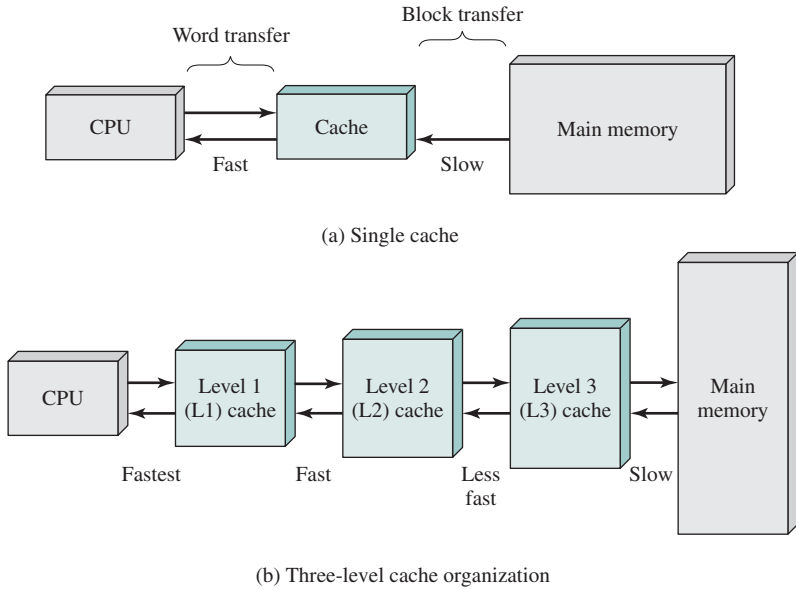 Block transfer
Word transfer
CPU
Cache
Main memory
Fast
Slow
(a) Single cache
CPU
Level 1
(L1) cache
Level 2
(L2) cache
Level 3
(L3) cache
Main
memory
Fastest
Fast
Less
fast
Slow
(b) Three-level cache organization